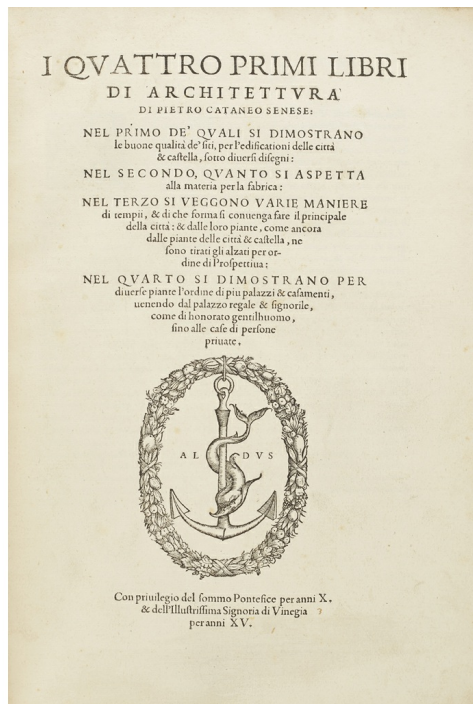 I QVATTRO PRIMI LIBRI
DI ARCHITETTVRA
DI PIETRO CATANEO SENESE:
NEL PRIMO DE' QVALI SI DIMOSTRANO
le buone qualità de' ſiti, per l'edificationi delle città
& caſtella, ſotto diuerſi diſegni:
NEL SECONDO, QVANTO SI ASPETTA
alla materia per la fabrica:
NEL TERZO SI VEGGONO VARIE MANIERE
di tempii, & di che forma ſi conuenga fare il principale
della città: & dalle loro piante, come ancora
dalle piante delle città & caſtella, ne
ſono tirati gli alzati per or-
dine di Proſpettiua:
NEL QVARTO SI DIMOSTRANO PER
diuerſe piante l'ordine di piu palazzi & caſamenti,
uenendo dal palazzo regale & ſignorile,
come di honorato gentilhuomo,
ſino alle caſe di perſone
priuate.
AL DVS
Con priuilegio del ſommo Ponteſice per anni X.
& dell'Illuſtriſſima Signoria di Vinegia
per anni XV.